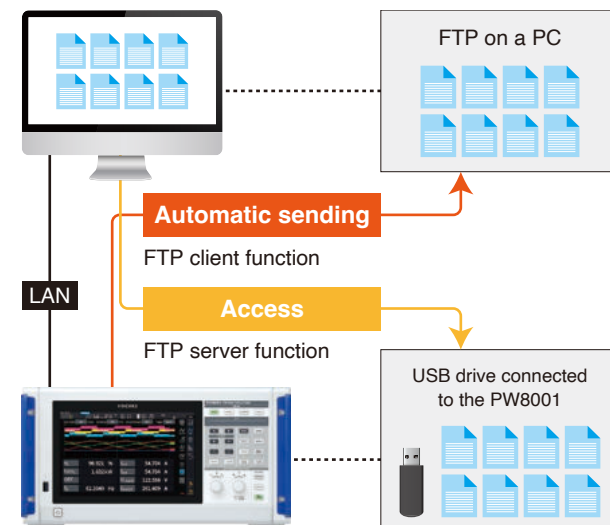 FTP on a PC
Automatic sending
FTP client function
LAN
Access
FTP server function
USB drive connected
to the PW8001
HIOKI